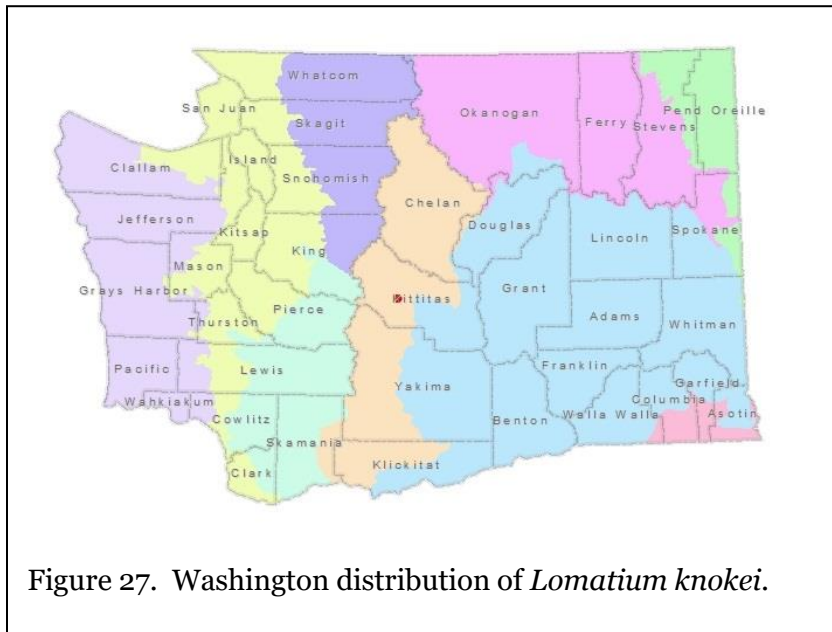 Whatcom
San Juan
Skagit
Okanogan
Ferry
Pend Oreille
Stevens
Clallam
Island
Snohomish
Chelan
Jefferson
Kitsap
King
Douglas
Lincoln
Spokane
Mason
Grays Harbor
Kittitas
Grant
Pierce
Thurston
Adams
Whitman
Pacific
Lewis
Yakima
Franklin
Garfield
Wahkiakum
Columbia
Cowlitz
Skamania
Benton
Walla Walla
Asotin
Clark
Klickitat
Figure 27. Washington distribution of Lomatium knokei.